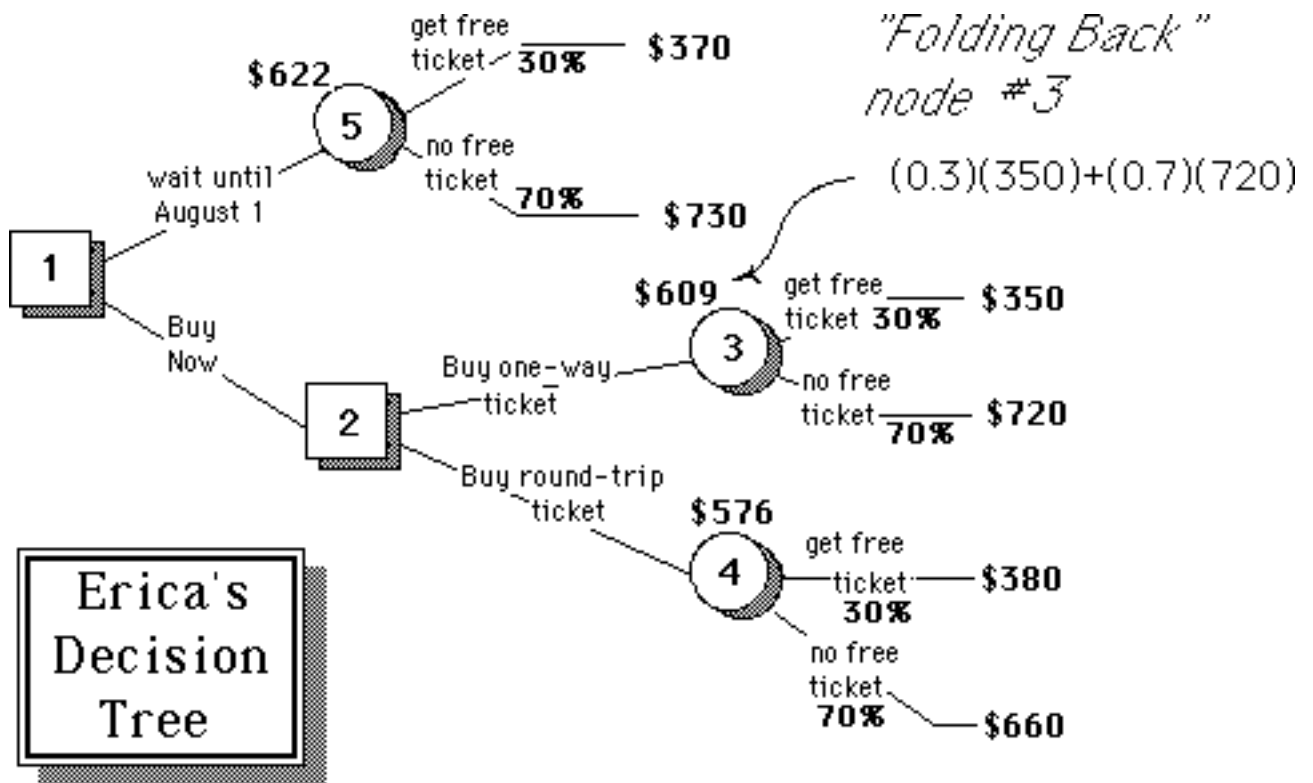 "Folding Back"
node #3
(0.3)(350)+(0.7)(720)
get free
ticket 30% $370
$622
5
no free
ticket
70% $730
wait until
August 1
1
Buy
Now
2
Buy one-way
ticket
$609
3
get free
ticket 30% $350
no free
ticket
70% $720
Buy round-trip
ticket
$576
4
get free
ticket $380
30%
no free
ticket
70% $660
Erica's
Decision
Tree